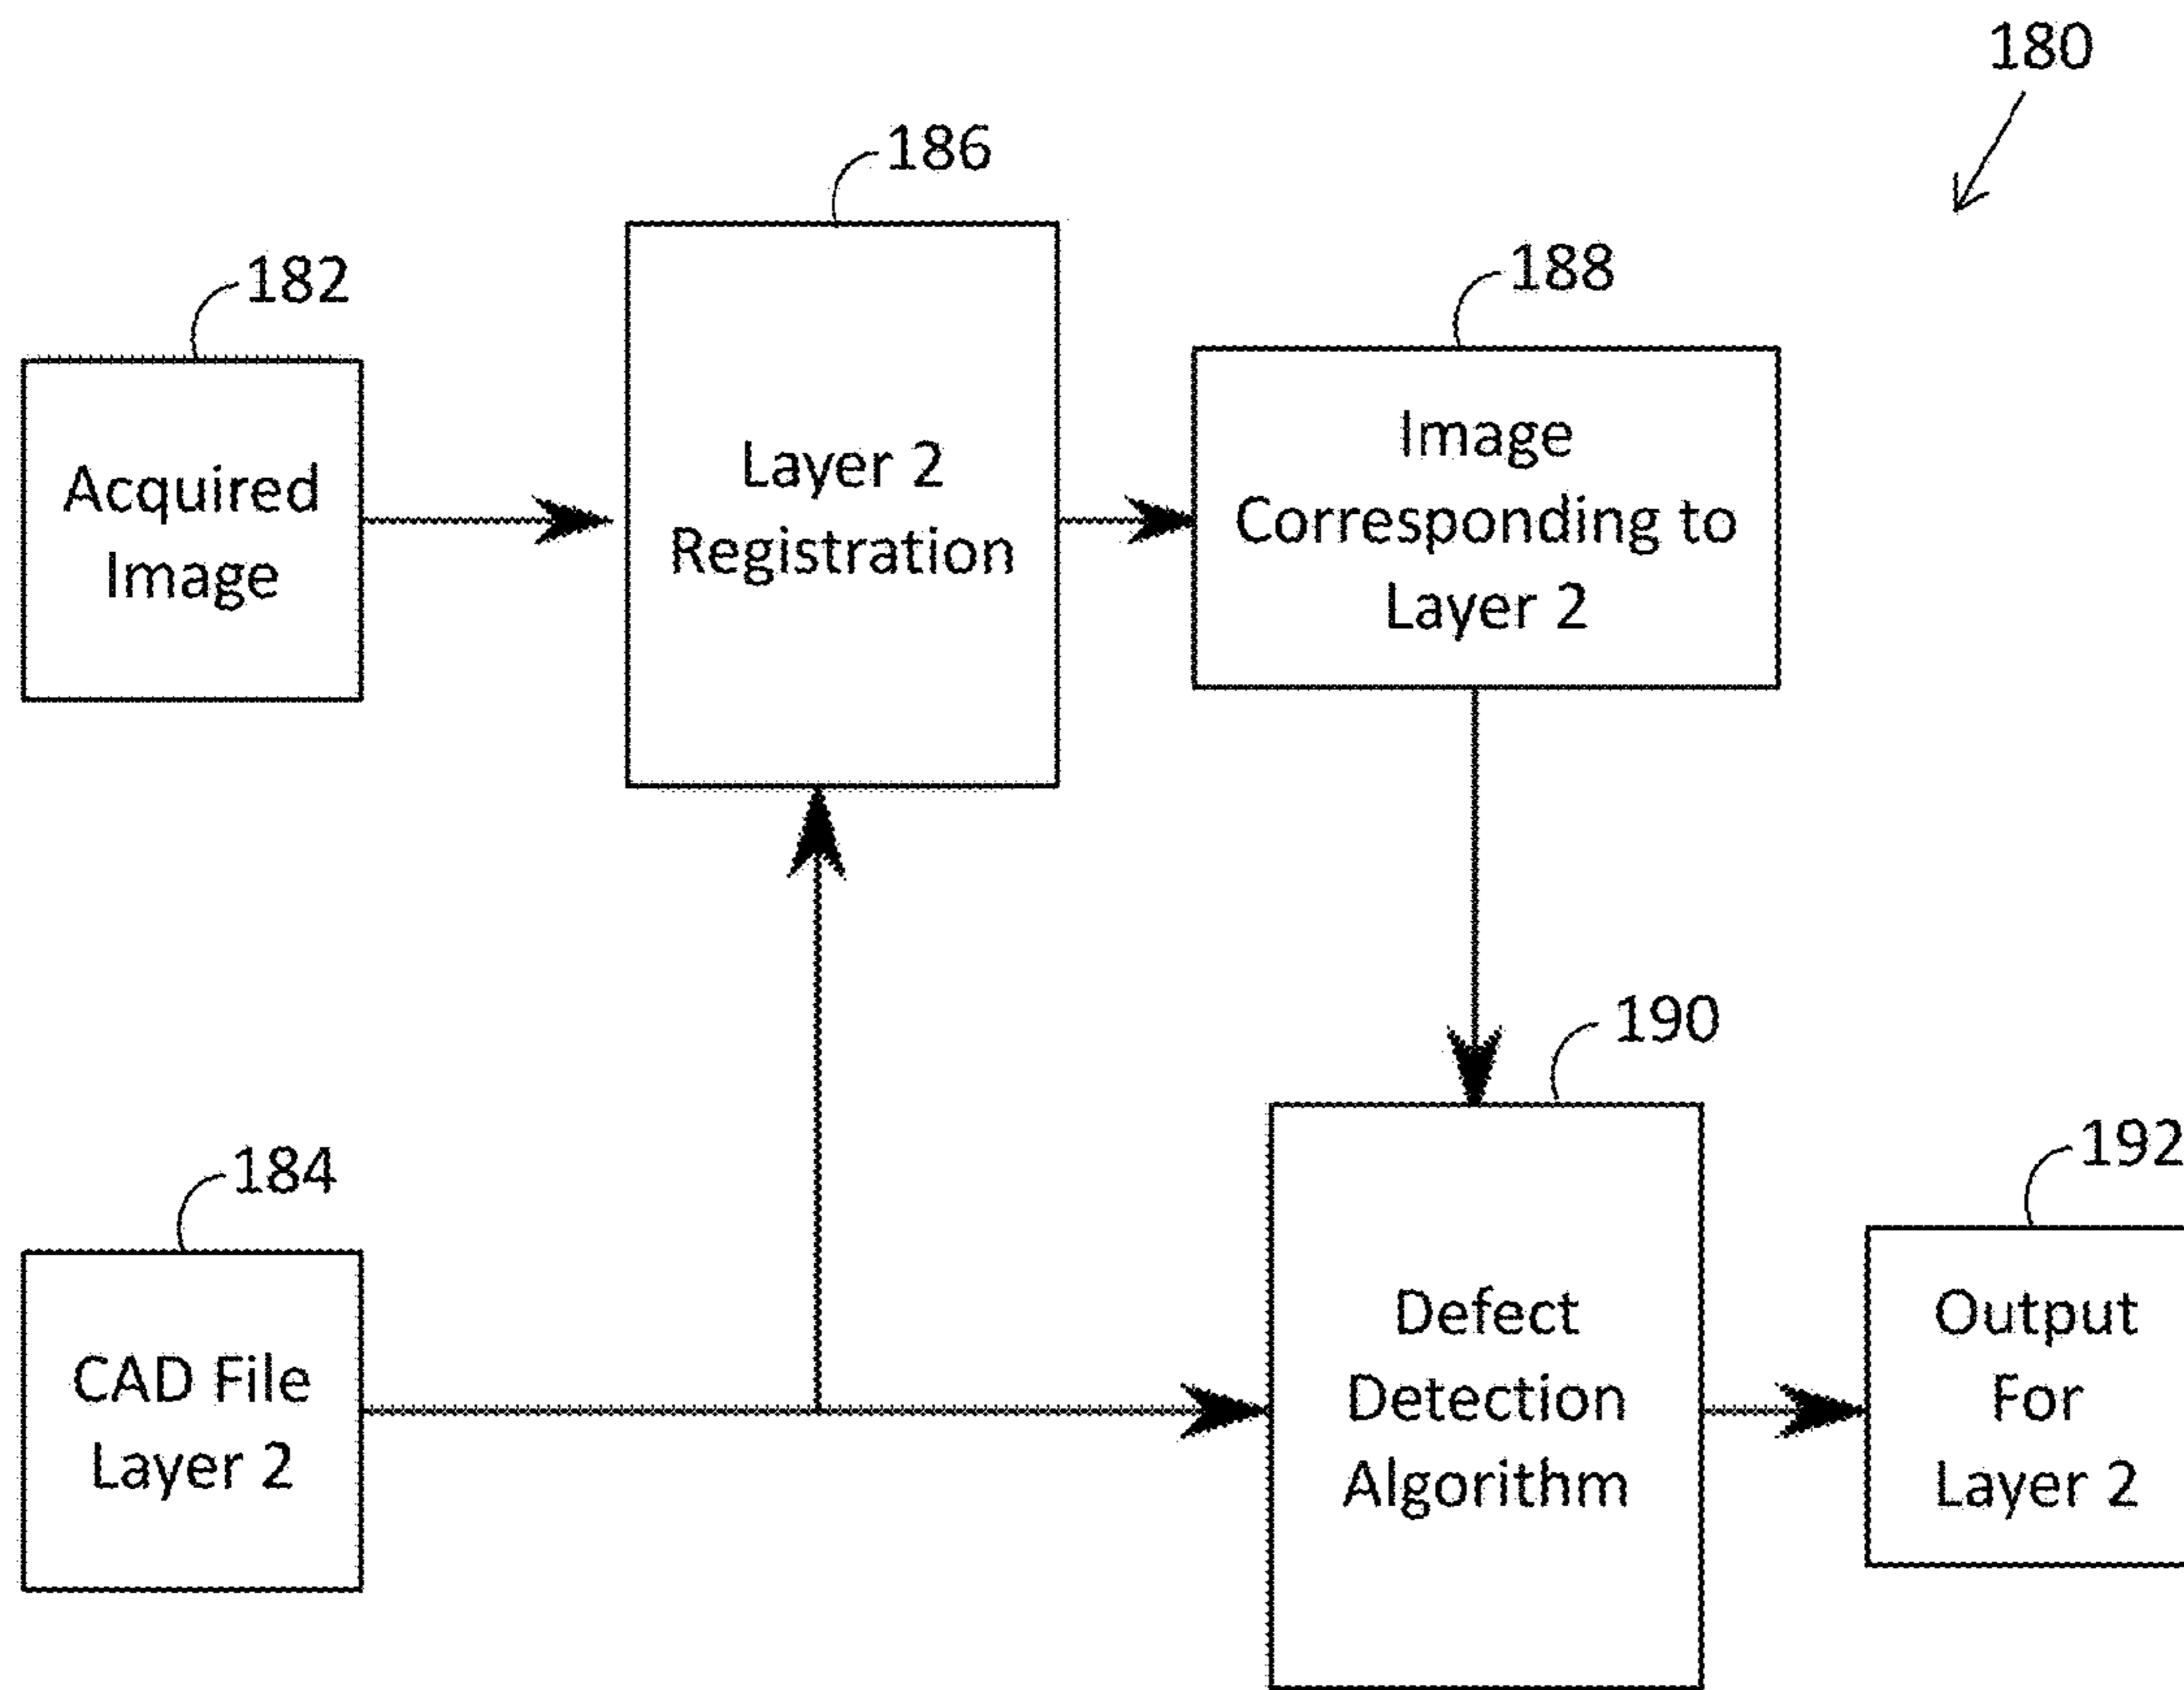 180
186
182
188
Acquired
Image
Layer 2
Registration
Image
Corresponding to
Layer 2
190
184
192
CAD File
Layer 2
Defect
Detection
Algorithm
Output
For
Layer 2